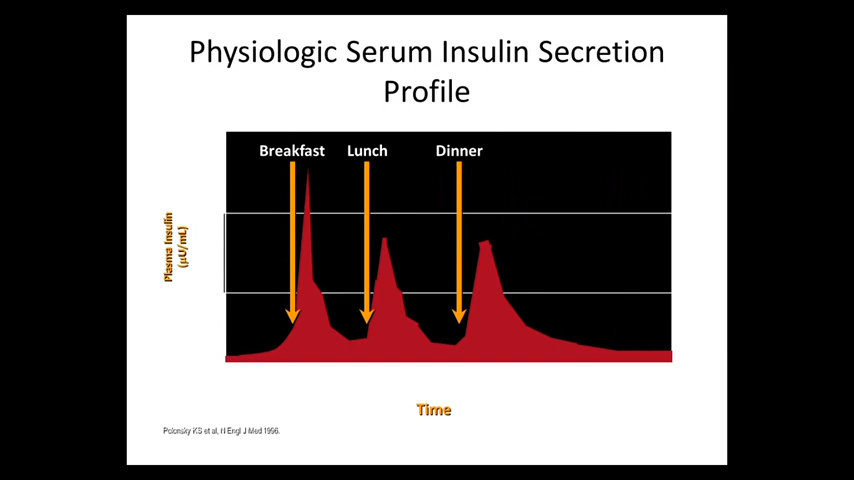 Physiologic Serum Insulin Secretion
Profile
Breakfast Lunch Dinner
Plasma Insulin
(µU/mL)
Time
Polonsky KS et al, N Engl J Med 1996.